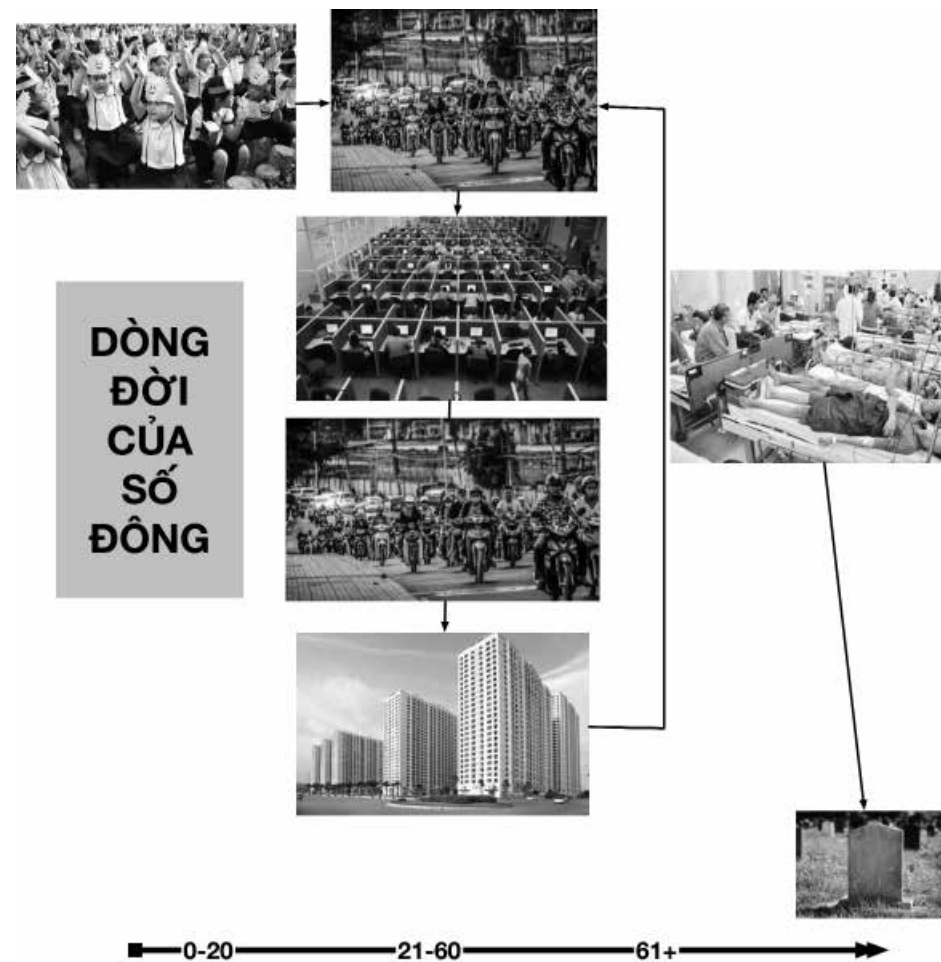 DÒNG
ĐỜI
CỦA
SỐ
ĐÔNG
0-20
21-60
61+